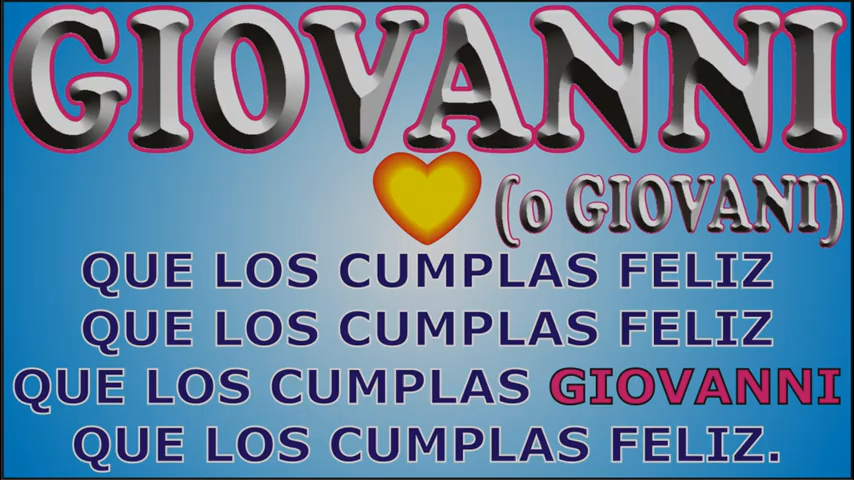 GIOVANNI
(o GIOVANI)
QUE LOS CUMPLAS FELIZ
QUE LOS CUMPLAS FELIZ
QUE LOS CUMPLAS GIOVANNI
QUE LOS CUMPLAS FELIZ.